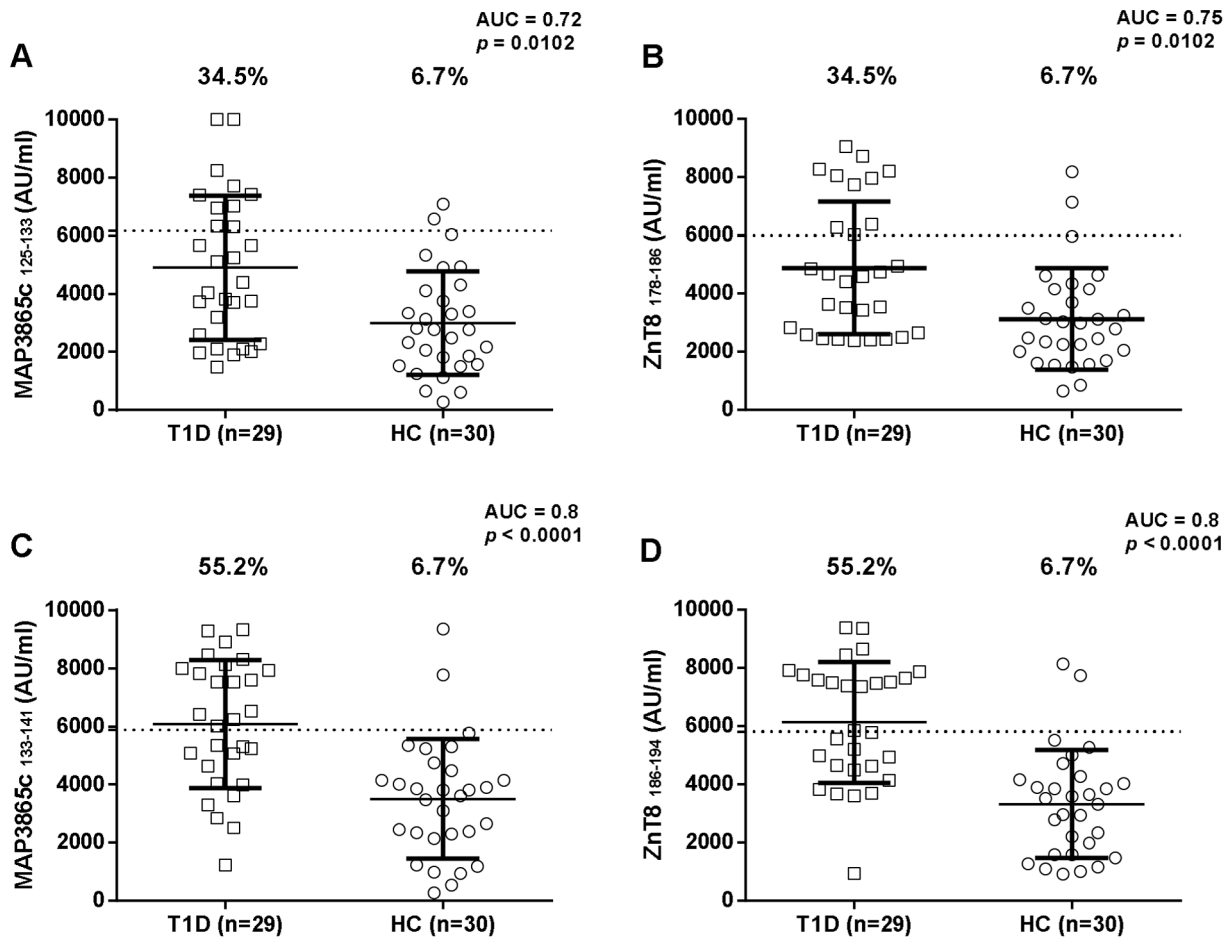 AUC = 0.72
p = 0.0102
A
34.5% 6.7%
MAP3865c 125-133 (AU/ml)
10000
8000
6000
4000
2000
0
T1D (n=29) HC (n=30)
AUC = 0.75
p = 0.0102
B
34.5% 6.7%
ZnT8 178-186 (AU/ml)
10000
8000
6000
4000
2000
0
T1D (n=29) HC (n=30)
AUC = 0.8
p < 0.0001
C
55.2% 6.7%
MAP3865c 133-141 (AU/ml)
10000
8000
6000
4000
2000
0
T1D (n=29) HC (n=30)
AUC = 0.8
p < 0.0001
D
55.2% 6.7%
ZnT8 186-194 (AU/ml)
10000
8000
6000
4000
2000
0
T1D (n=29) HC (n=30)